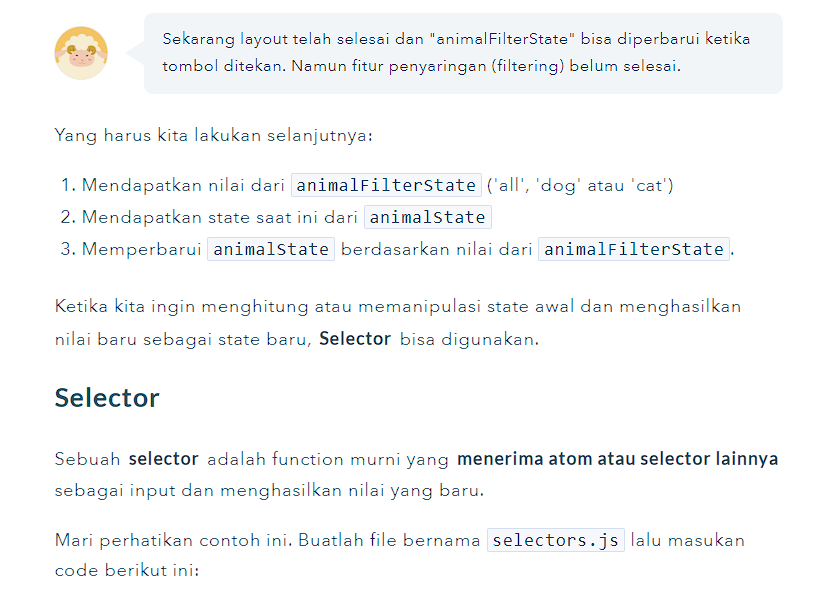 Sekarang layout telah selesai dan "animalFilterState" bisa diperbarui ketika
tombol ditekan. Namun fitur penyaringan (filtering) belum selesai.
Yang harus kita lakukan selanjutnya:
1. Mendapatkan nilai dari animalFilterState ('all', 'dog' atau 'cat')
2. Mendapatkan state saat ini dari animalState
3. Memperbarui animalState berdasarkan nilai dari animalFilterState.
Ketika kita ingin menghitung atau memanipulasi state awal dan menghasilkan
nilai baru sebagai state baru, Selector bisa digunakan.
Selector
Sebuah selector adalah function murni yang menerima atom atau selector lainnya
sebagai input dan menghasilkan nilai yang baru.
Mari perhatikan contoh ini. Buatlah file bernama selectors.js lalu masukan
code berikut ini: